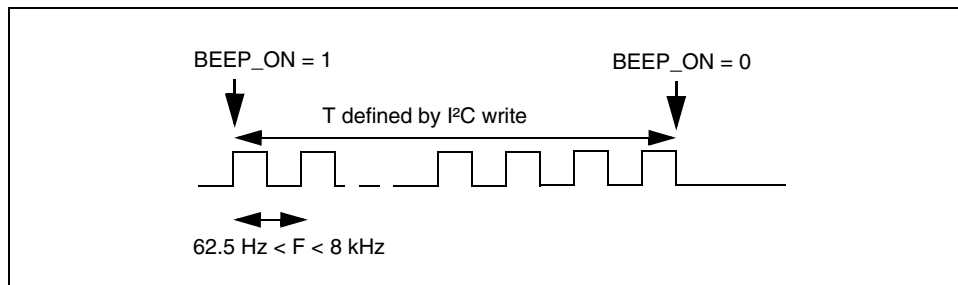 BEEP_ON = 1
BEEP_ON = 0
T defined by I²C write
62.5 Hz < F < 8 kHz